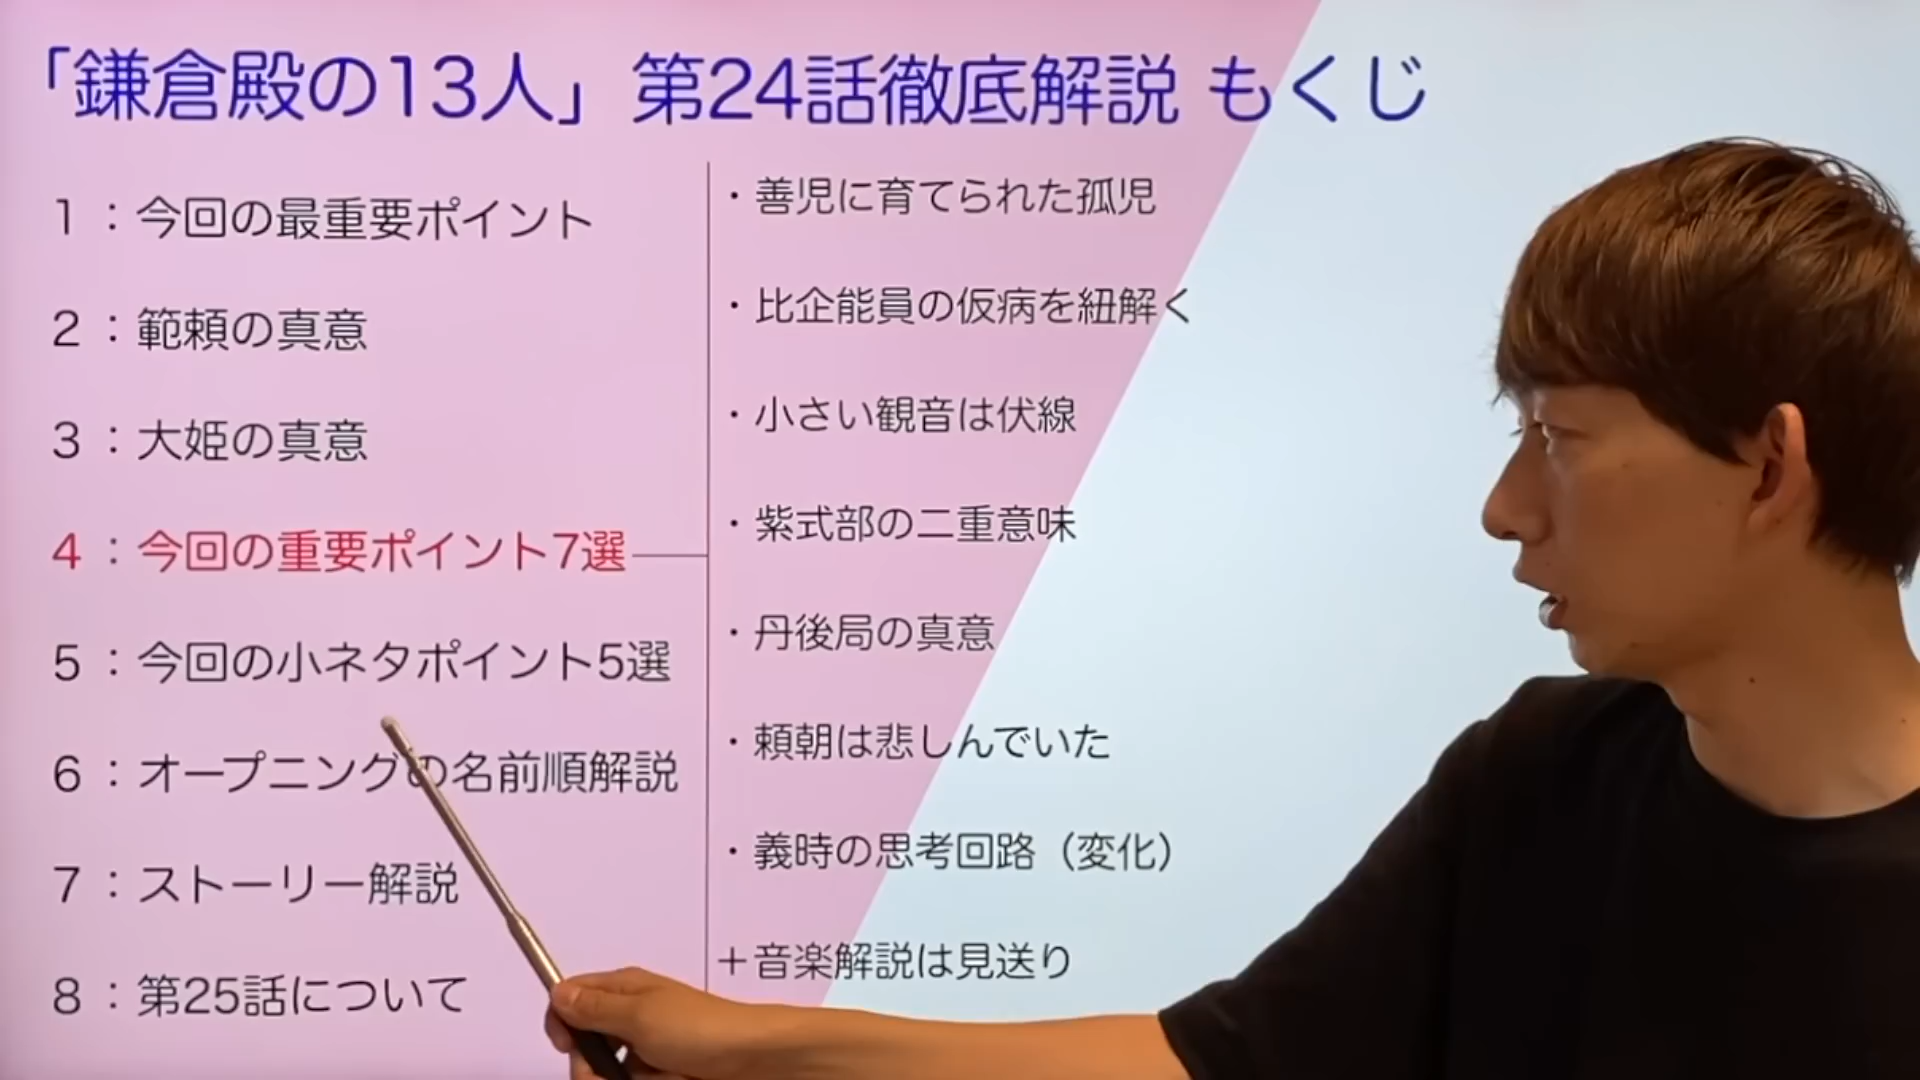 「鎌倉殿の13人」第24話徹底解説 もくじ
1：今回の最重要ポイント
2：範頼の真意
3：大姫の真意
4：今回の重要ポイント7選
5：今回の小ネタポイント5選
6：オープニングの名前順解説
7：ストーリー解説
8：第25話について
・善児に育てられた孤児
・比企能員の仮病を紐解く
・小さい観音は伏線
・紫式部の二重意味
・丹後局の真意
・頼朝は悲しんでいた
・義時の思考回路（変化）
＋音楽解説は見送り